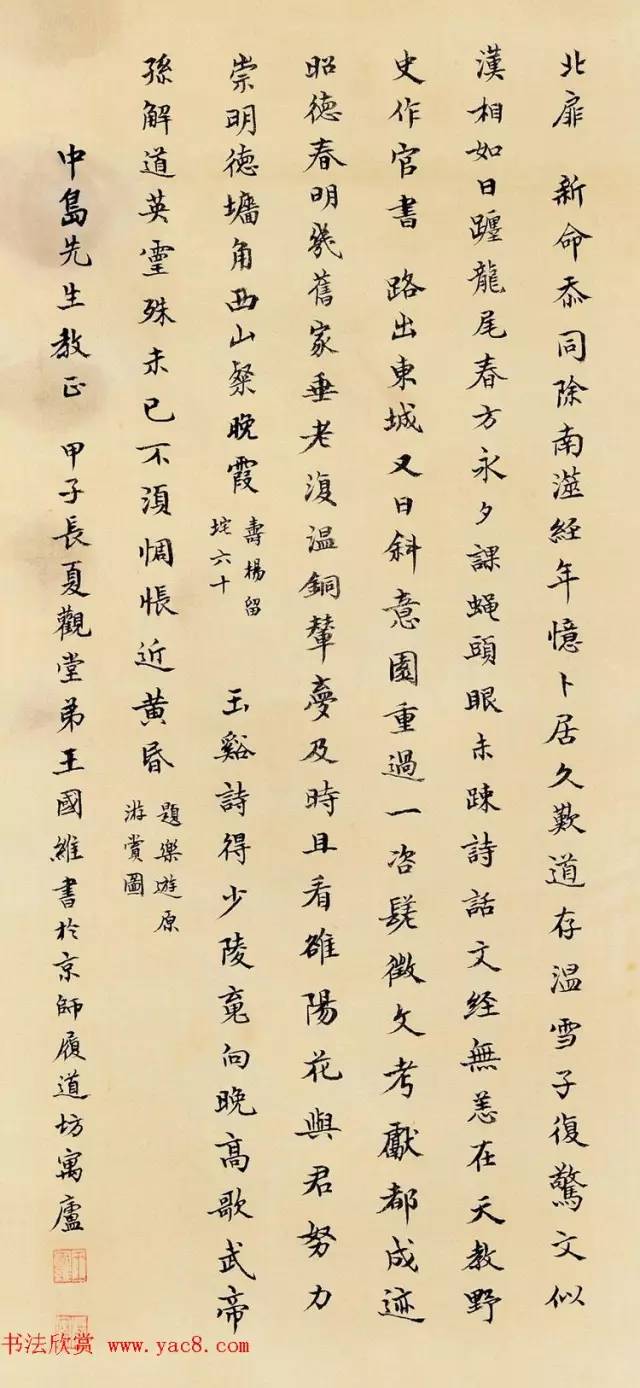 北扉　新命忝同除南澨經年憶卜居久歎道存温雪子復驚文似
漢相如日躔龍尾春方永夕課蝇頭眼未疎詩話文经無恙在天教野
史作官書　路出東城又日斜意園重過一咨嗟徵文考獻都成迹
昭德春明幾舊家垂老復温銅輦夢及時且看雒陽花與君努力
崇明德墻角西山粲晚霞
壽楊留
垞六十
玉谿詩得少陵䰟向晚高歌武帝
孫解道英霊殊未已不須惆悵近黄昏
題樂遊原
游賞圖
中島先生教正　甲子長夏觀堂弟王國維書於京師履道坊寓廬
书法欣赏 www.yac8.com